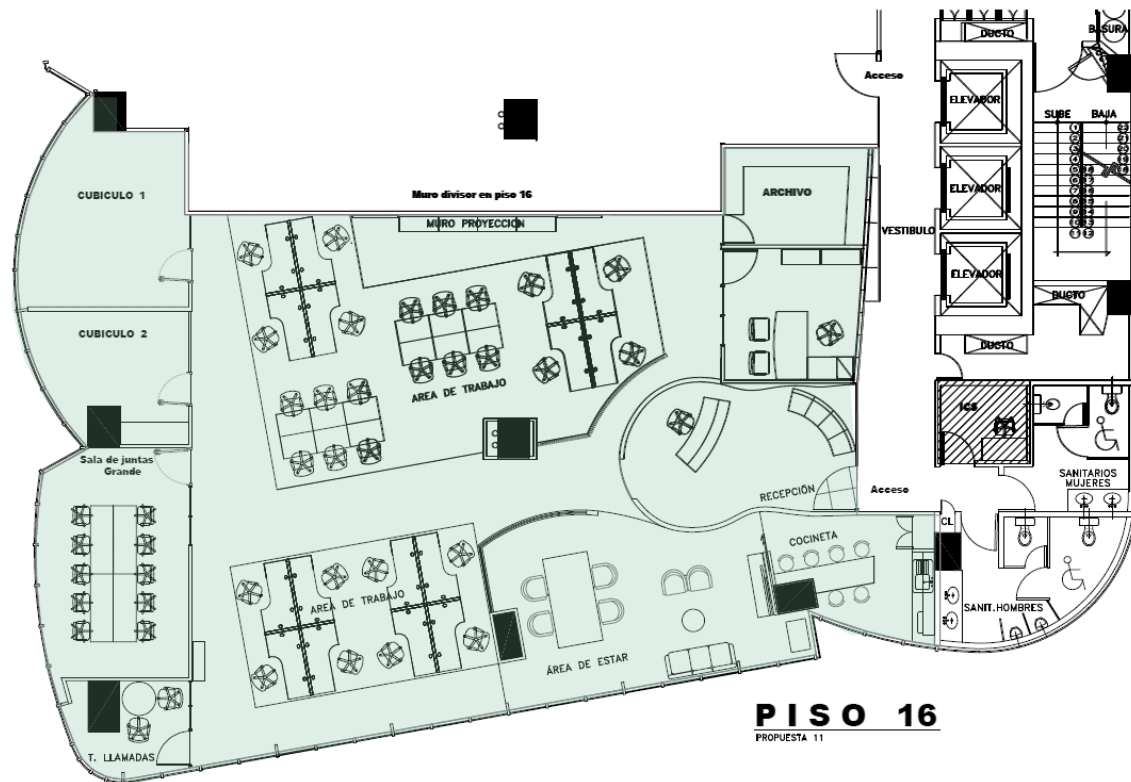 DUCTO
BASURA
Acceso
ELEVADOR
SUBE
BAJA
CUBICULO 1
Muro divisor en piso 16
ARCHIVO
ELEVADOR
MURO PROYECCION
VESTIBULO
ELEVADOR
DUCTO
CUBICULO 2
DUCTO
AREA DE TRABAJO
ICS
Sala de juntas
Grande
RECEPCIÓN
Acceso
SANITARIOS
MUJERES
CL
COCINETA
AREA DE TRABAJO
SANIT.HOMBRES
ÁREA DE ESTAR
PISO 16
PROPUESTA 11
T. LLAMADAS